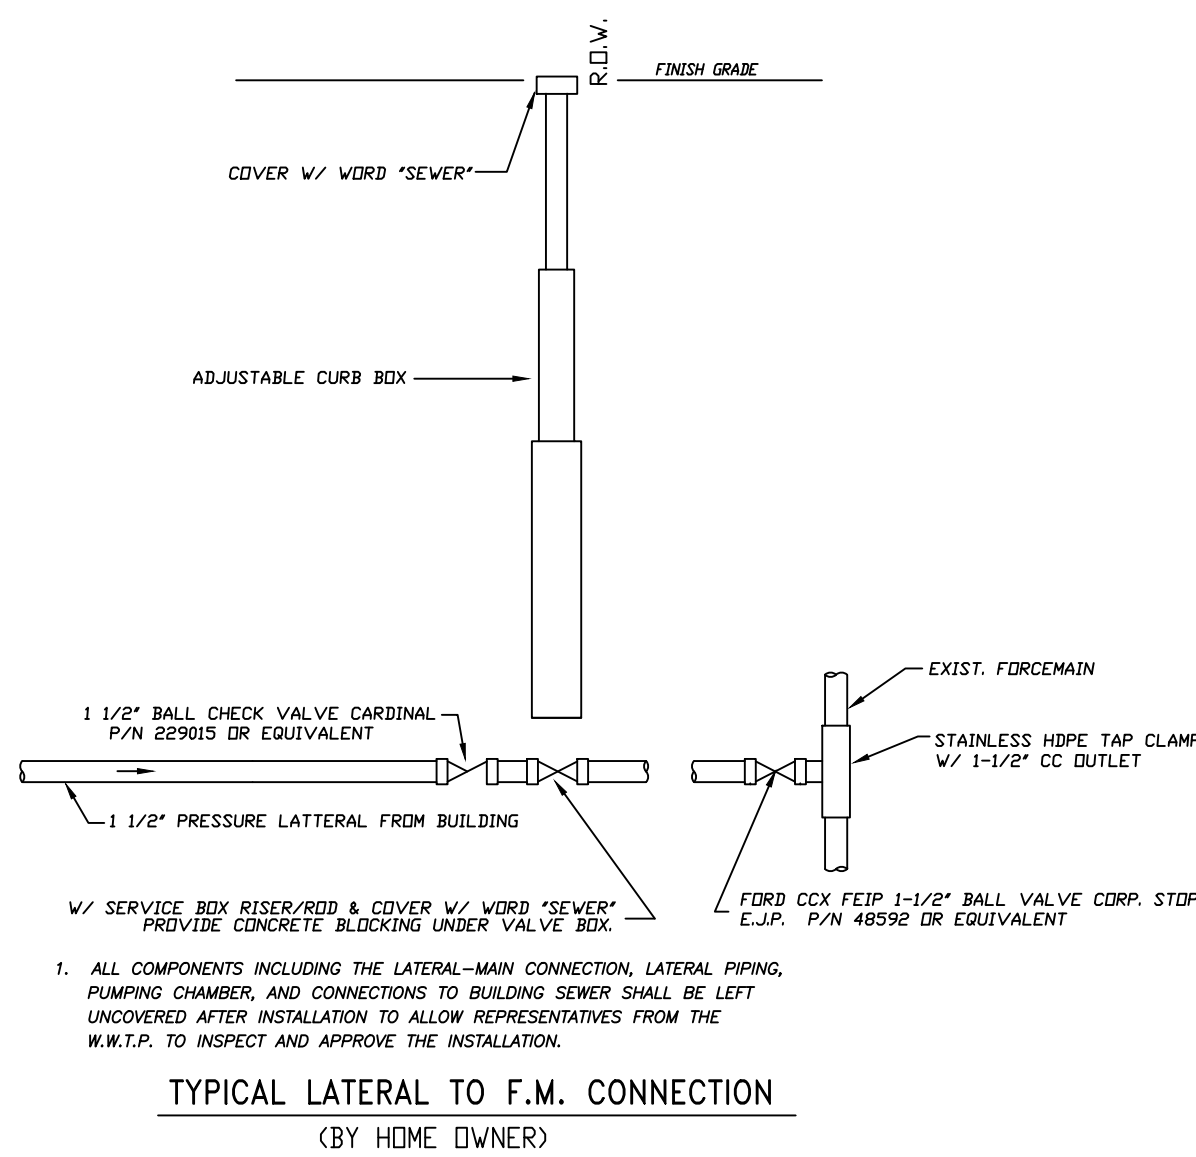 R.O.W.
FINISH GRADE
COVER W/ WORD "SEWER"
ADJUSTABLE CURB BOX
EXIST. FORCEMAIN
1 1/2" BALL CHECK VALVE CARDINAL
P/N 229015 OR EQUIVALENT
STAINLESS HDPE TAP CLAMP
W/ 1-1/2" CC OUTLET
1 1/2" PRESSURE LATTERAL FROM BUILDING
W/ SERVICE BOX RISER/ROD & COVER W/ WORD "SEWER"
PROVIDE CONCRETE BLOCKING UNDER VALVE BOX.
FORD CCX FEIP 1-1/2" BALL VALVE CORP. STOP
E.J.P. P/N 48592 OR EQUIVALENT
1. ALL COMPONENTS INCLUDING THE LATERAL-MAIN CONNECTION, LATERAL PIPING,
PUMPING CHAMBER, AND CONNECTIONS TO BUILDING SEWER SHALL BE LEFT
UNCOVERED AFTER INSTALLATION TO ALLOW REPRESENTATIVES FROM THE
W.W.T.P. TO INSPECT AND APPROVE THE INSTALLATION.
TYPICAL LATERAL TO F.M. CONNECTION
(BY HOME OWNER)